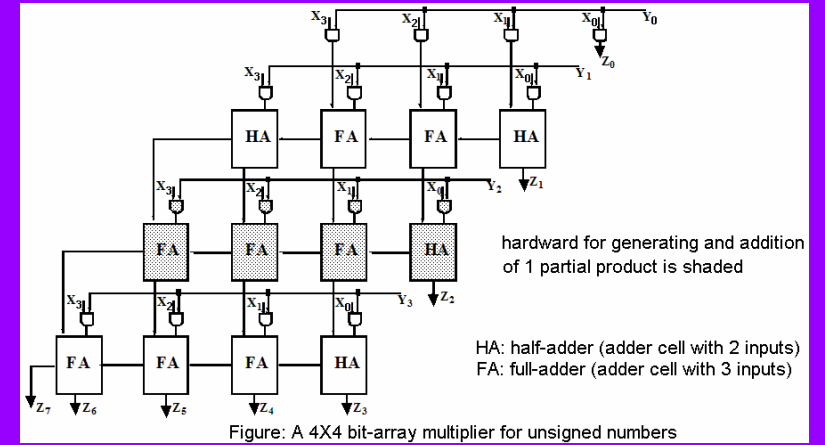 X3 X2 X1 X0 Y0
Z0
X3 X2 X1 X0 Y1
HA FA FA HA
Z1
X3 X2 X1 X0 Y2
FA FA FA HA
hardward for generating and addition
of 1 partial product is shaded
Z2
X3 X2 X1 X0 Y3
FA FA FA HA
HA: half-adder (adder cell with 2 inputs)
FA: full-adder (adder cell with 3 inputs)
Z7 Z6 Z5 Z4 Z3
Figure: A 4X4 bit-array multiplier for unsigned numbers